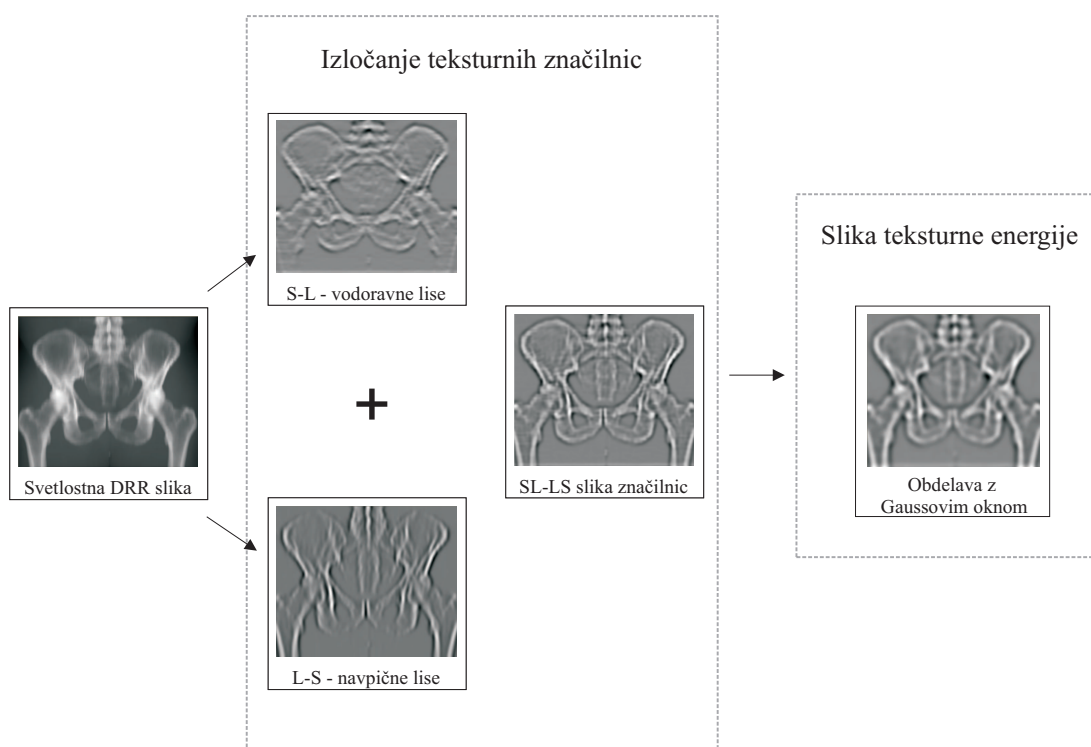 Izločanje teksturnih značilnic
S-L - vodoravne lise
Slika teksturne energije
Svetlostna DRR slika
+
SL-LS slika značilnic
Obdelava z
Gaussovim oknom
L-S - navpične lise